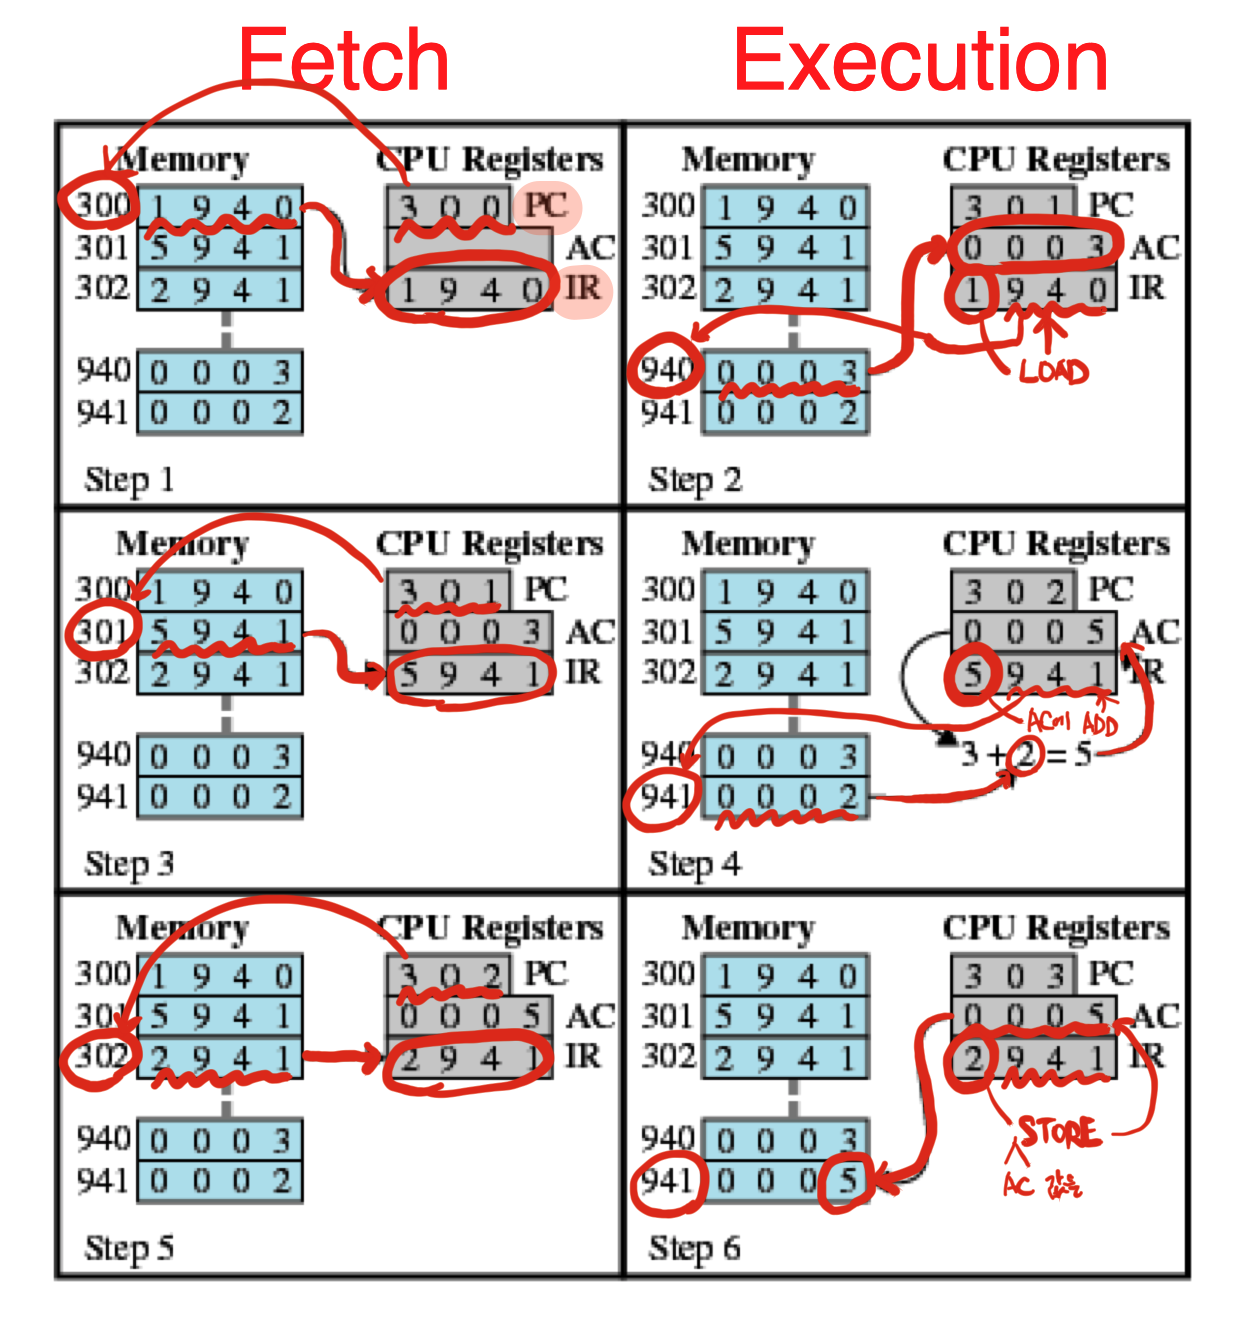 Fetch Execution
Memory CPU Registers
300 1 9 4 0 3 0 0 PC
301 5 9 4 1 AC
302 2 9 4 1 1 9 4 0 IR
940 0 0 0 3
941 0 0 0 2
Step 1
Memory CPU Registers
300 1 9 4 0 3 0 1 PC
301 5 9 4 1 0 0 0 3 AC
302 2 9 4 1 1 9 4 0 IR
940 0 0 0 3 LOAD
941 0 0 0 2
Step 2
Memory CPU Registers
300 1 9 4 0 3 0 1 PC
301 5 9 4 1 0 0 0 3 AC
302 2 9 4 1 5 9 4 1 IR
940 0 0 0 3
941 0 0 0 2
Step 3
Memory CPU Registers
300 1 9 4 0 3 0 2 PC
301 5 9 4 1 0 0 0 5 AC
302 2 9 4 1 5 9 4 1 IR
AC에 ADD
940 0 0 0 3 3 + 2 = 5
941 0 0 0 2
Step 4
Memory CPU Registers
300 1 9 4 0 3 0 2 PC
301 5 9 4 1 0 0 0 5 AC
302 2 9 4 1 2 9 4 1 IR
940 0 0 0 3
941 0 0 0 2
Step 5
Memory CPU Registers
300 1 9 4 0 3 0 3 PC
301 5 9 4 1 0 0 0 5 AC
302 2 9 4 1 2 9 4 1 IR
940 0 0 0 3 STORE
941 0 0 0 5 AC 값을
Step 6